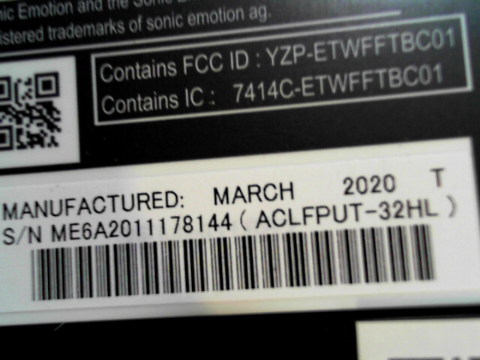 nic Emotion and the Sonic
istered trademarks of sonic emotion ag.
Contains FCC ID : YZP-ETWFFTBC01
Contains IC : 7414C-ETWFFTBC01
MANUFACTURED: MARCH 2020 T
S/N ME6A2011178144 ( ACLFPUT-32HL )